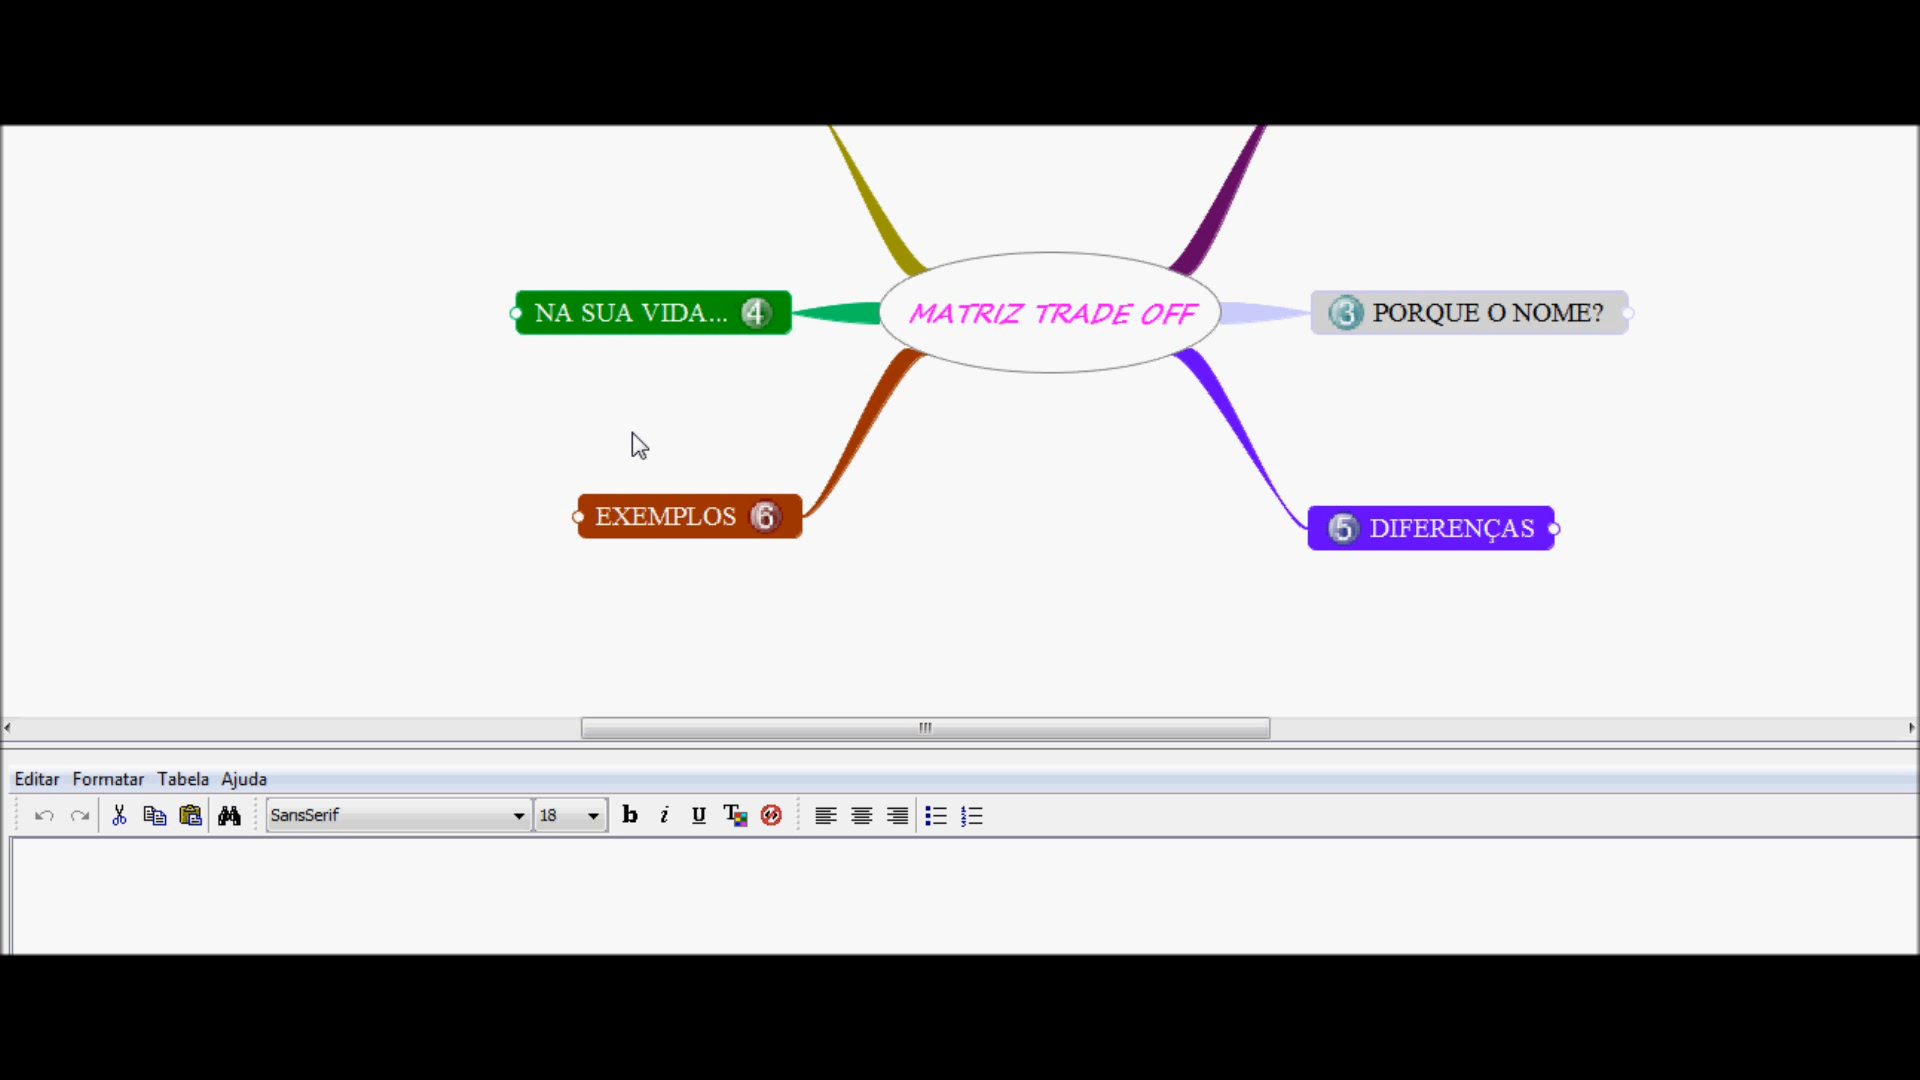 NA SUA VIDA... 4
MATRIZ TRADE OFF
3 PORQUE O NOME?
EXEMPLOS 6
5 DIFERENÇAS
Editar Formatar Tabela Ajuda
SansSerif 18 b i U T